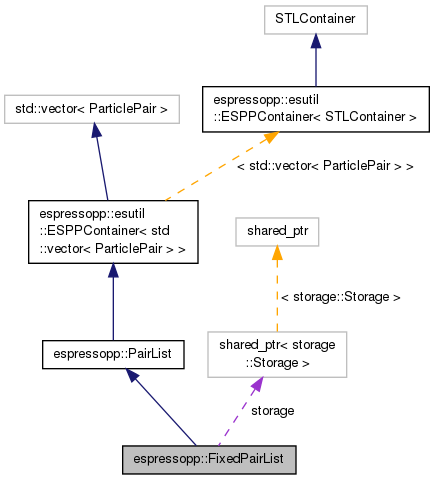 STLContainer
espressopp::esutil
::ESPPContainer< STLContainer >
std::vector< ParticlePair >
< std::vector< ParticlePair > >
espressopp::esutil
::ESPPContainer< std
::vector< ParticlePair > >
shared_ptr
< storage::Storage >
shared_ptr< storage
::Storage >
espressopp::PairList
storage
espressopp::FixedPairList